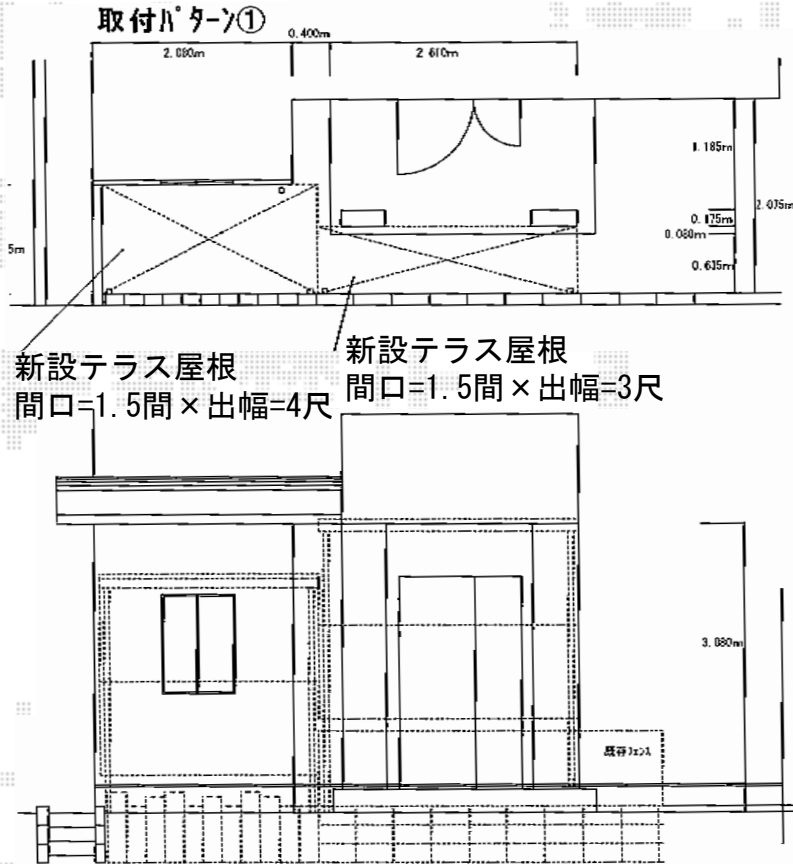 取付パターン①
0.400m
2.080m
2.610m
1.185m
0.175m
2.075m
0.080m
5m
0.635m
新設テラス屋根
間口=1.5間×出幅=4尺
新設テラス屋根
間口=1.5間×出幅=3尺
3.080m
既存フェンス